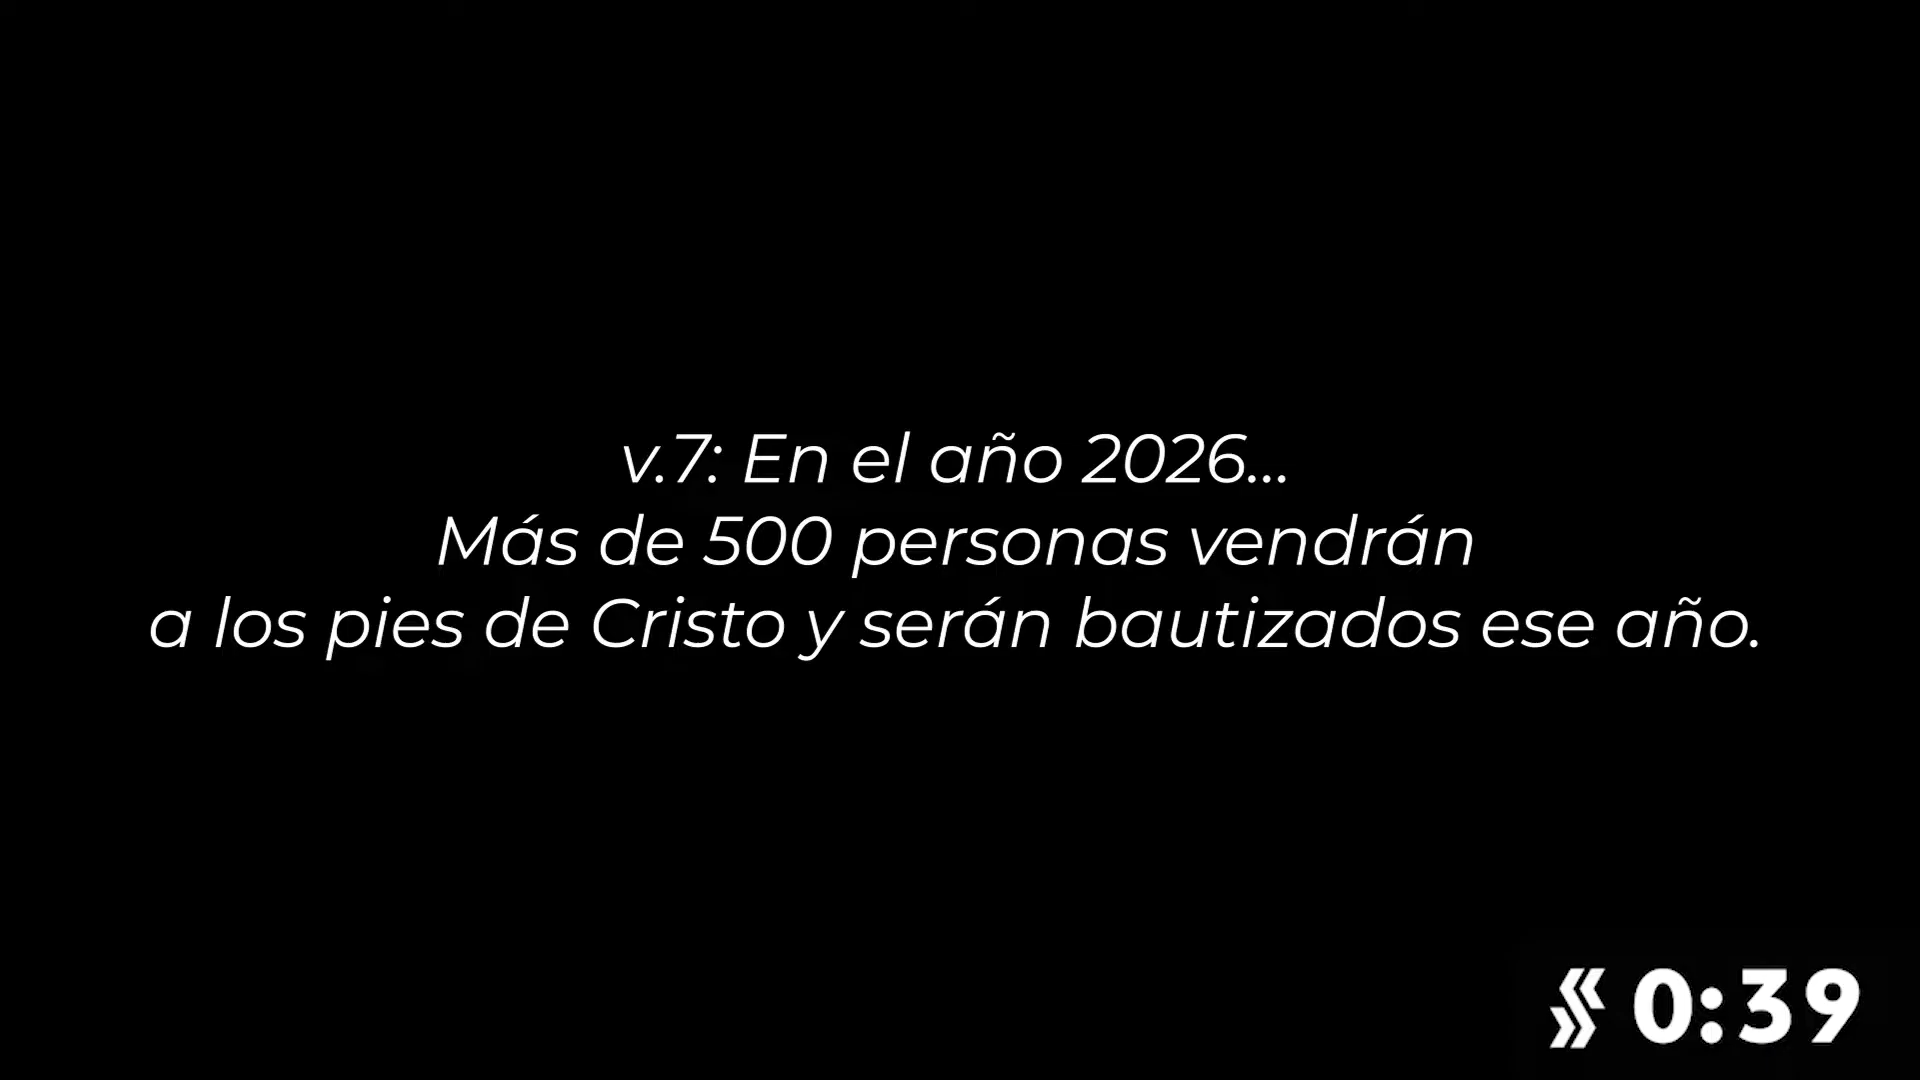 v.7: En el año 2026...
Más de 500 personas vendrán
a los pies de Cristo y serán bautizados ese año.
0:39